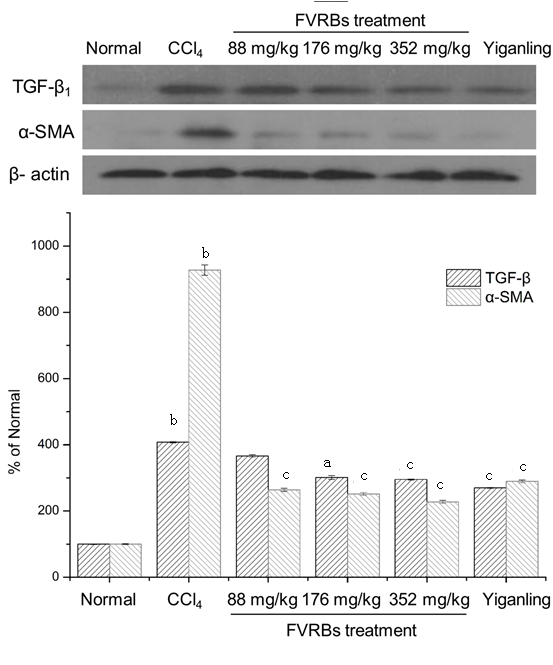 FVRBs treatment
Normal CCl₄ 88 mg/kg 176 mg/kg 352 mg/kg Yiganling
TGF-β₁
α-SMA
β- actin
1000
800
600
400
200
0
% of Normal
TGF-β
α-SMA
b
b
c
a
c
c
c
c
c
Normal CCl₄ 88 mg/kg 176 mg/kg 352 mg/kg Yiganling
FVRBs treatment